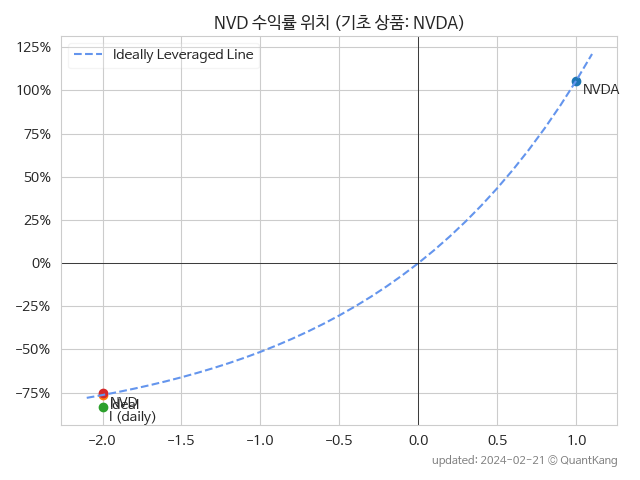 NVD 수익률 위치 (기초 상품: NVDA)
125%
100%
75%
50%
25%
0%
−25%
−50%
−75%
Ideally Leveraged Line
NVDA
NVD
Ideal
I (daily)
−2.0
−1.5
−1.0
−0.5
0.0
0.5
1.0
updated: 2024-02-21 © QuantKang